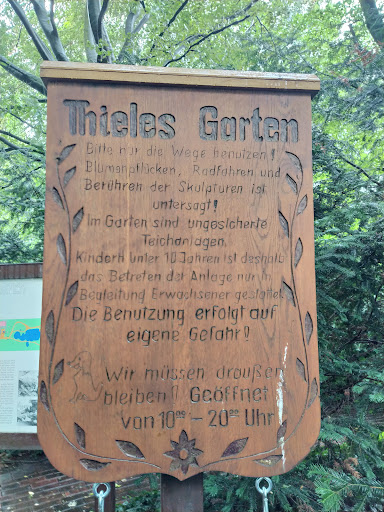 Thieles Garten
Bitte nur die Wege benutzen!
Blumenpflücken, Radfahren und
Berühren der Skulpturen ist
untersagt!
Im Garten sind ungesicherte
Teichanlagen.
Kindern unter 10 Jahren ist deshalb
das Betreten der Anlage nur in
Begleitung Erwachsener gestattet.
Die Benutzung erfolgt auf
eigene Gefahr!
Wir müssen draußen
bleiben! Geöffnet
von 10⁰⁰ – 20⁰⁰ Uhr